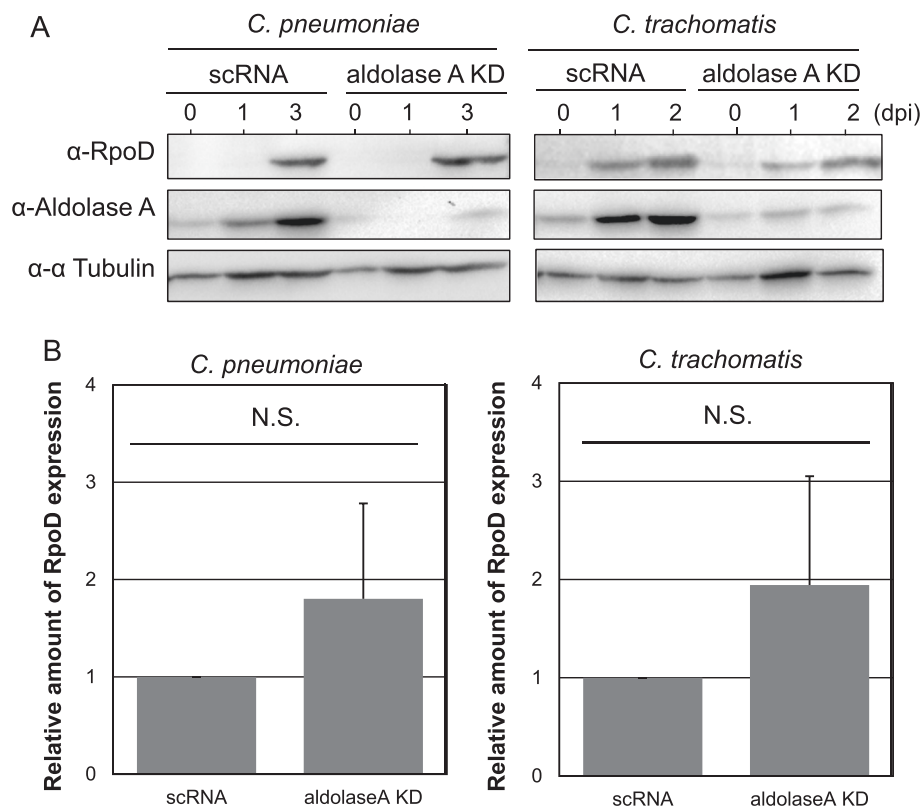 A
C. pneumoniae
C. trachomatis
scRNA
aldolase A KD
scRNA
aldolase A KD
0 1 3 0 1 3 0 1 2 0 1 2 (dpi)
α-RpoD
α-Aldolase A
α-α Tubulin
B
C. pneumoniae
Relative amount of RpoD expression
4
3
2
1
0
N.S.
scRNA
aldolaseA KD
C. trachomatis
Relative amount of RpoD expression
4
3
2
1
0
N.S.
scRNA
aldolaseA KD